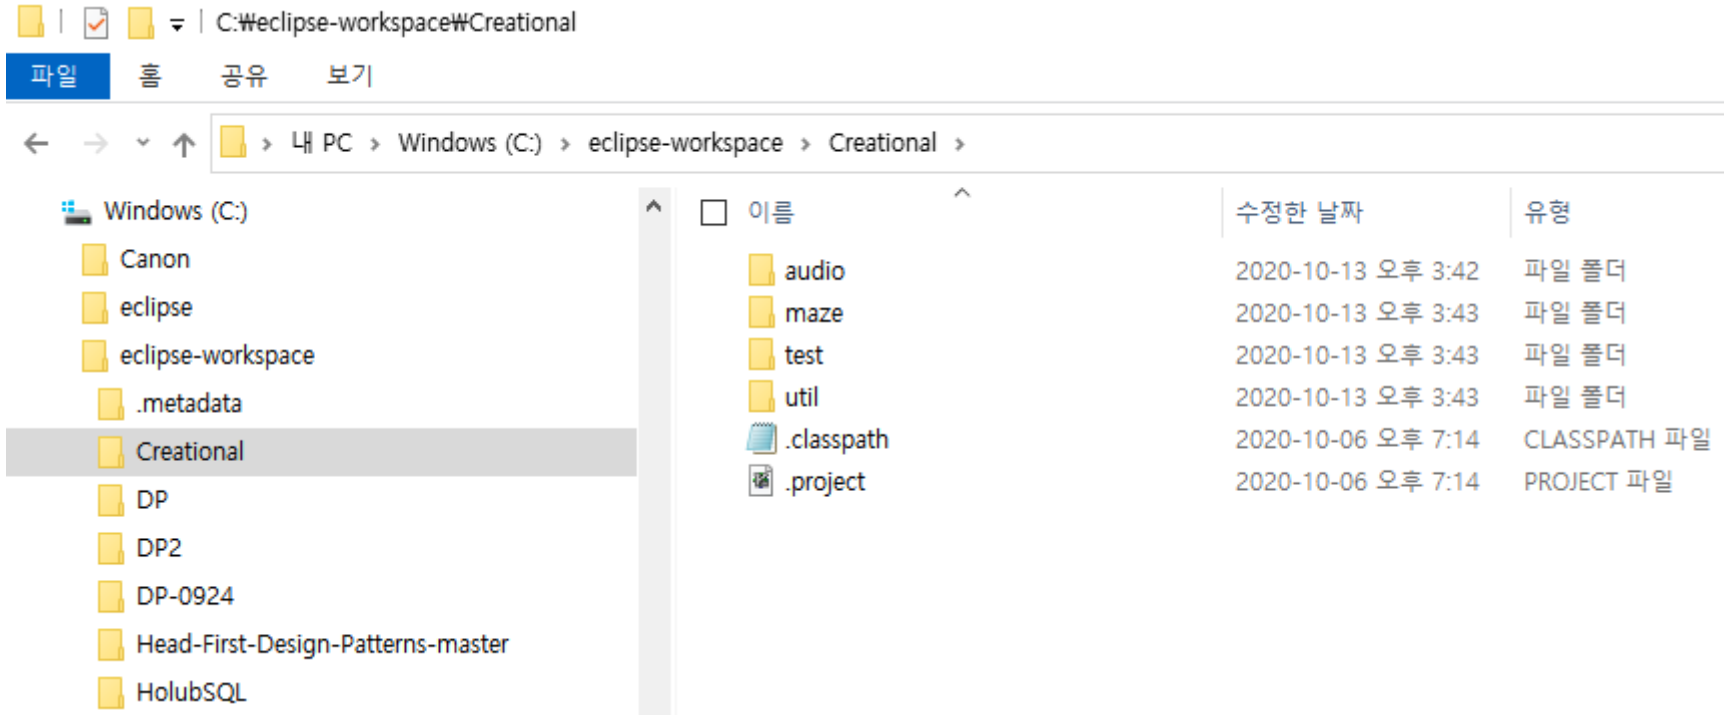 C:₩eclipse-workspace₩Creational
파일 홈 공유 보기
내 PC > Windows (C:) > eclipse-workspace > Creational >
Windows (C:)
Canon
eclipse
eclipse-workspace
.metadata
Creational
DP
DP2
DP-0924
Head-First-Design-Patterns-master
HolubSQL
이름 수정한 날짜 유형
audio 2020-10-13 오후 3:42 파일 폴더
maze 2020-10-13 오후 3:43 파일 폴더
test 2020-10-13 오후 3:43 파일 폴더
util 2020-10-13 오후 3:43 파일 폴더
.classpath 2020-10-06 오후 7:14 CLASSPATH 파일
.project 2020-10-06 오후 7:14 PROJECT 파일